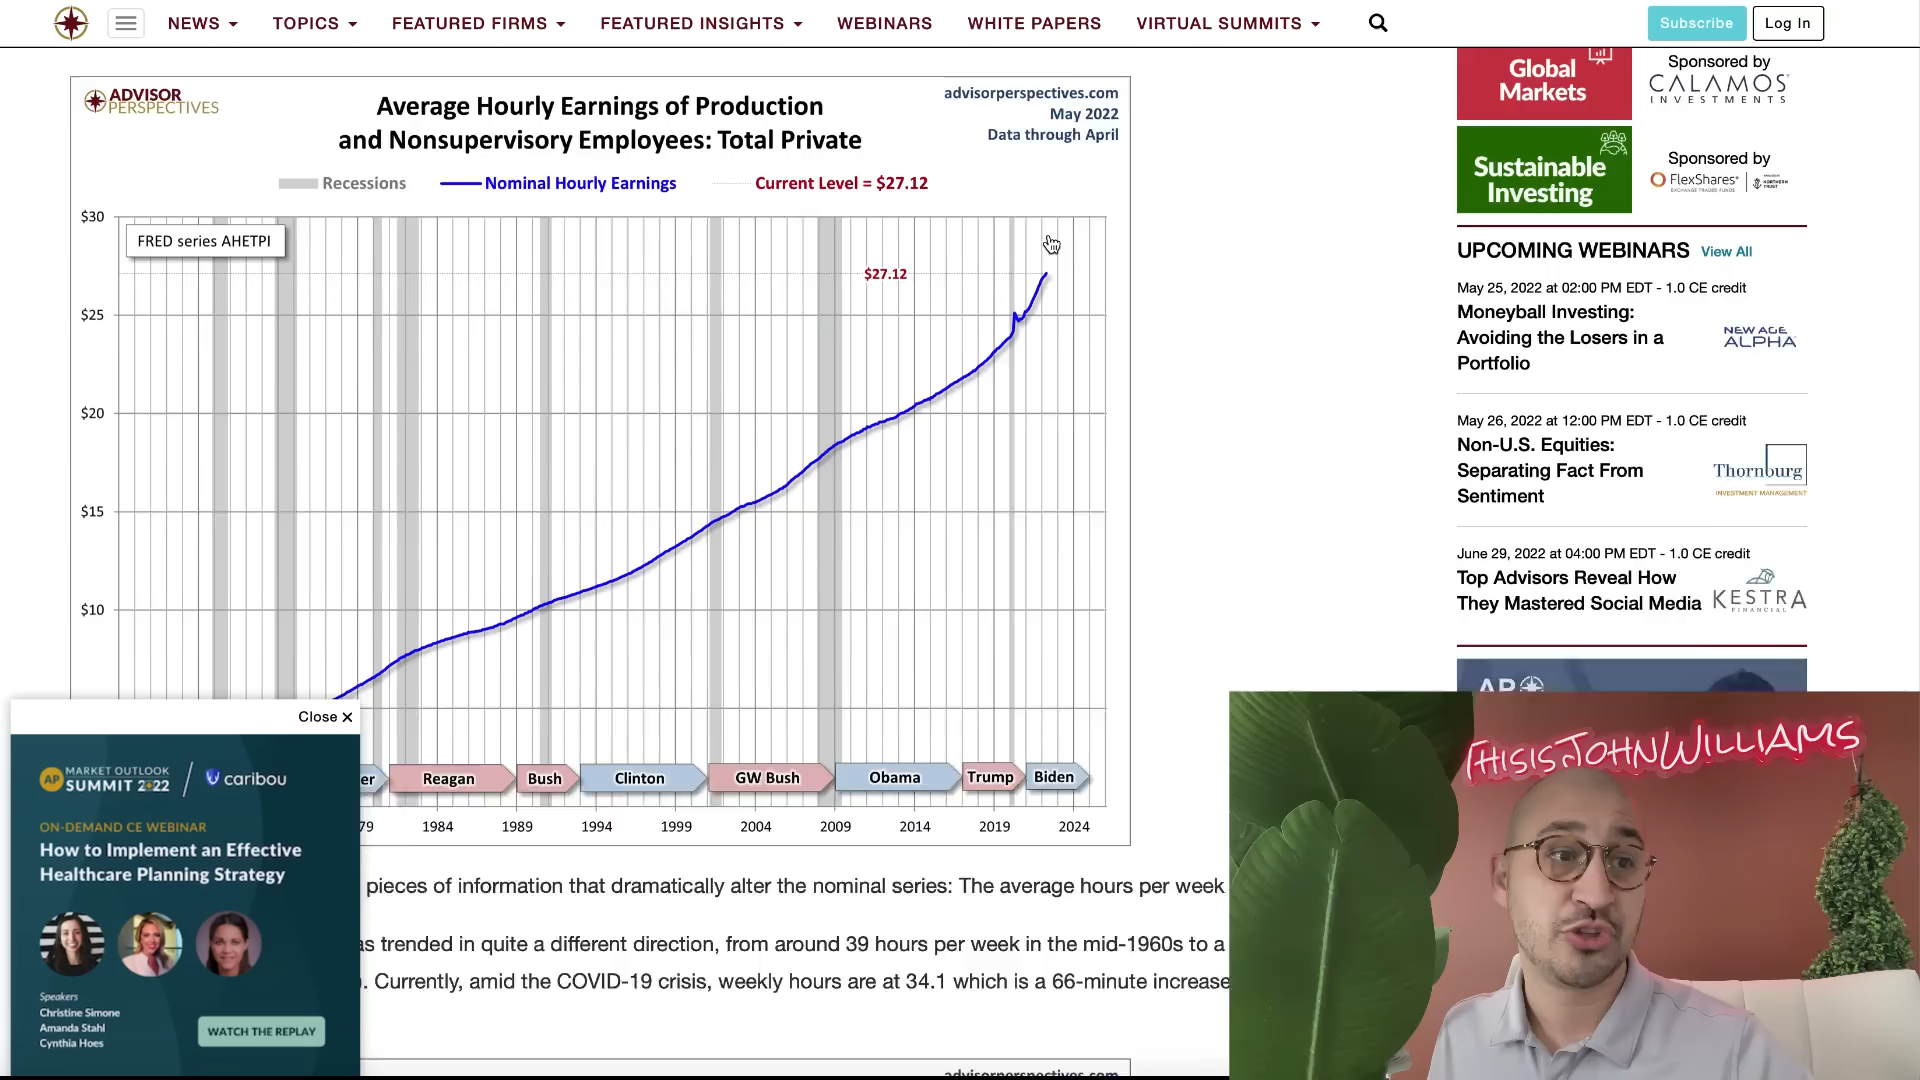 NEWS
TOPICS
FEATURED FIRMS
FEATURED INSIGHTS
WEBINARS
WHITE PAPERS
VIRTUAL SUMMITS
Subscribe
Log In
ADVISOR
PERSPECTIVES
Average Hourly Earnings of Production
and Nonsupervisory Employees: Total Private
advisorperspectives.com
May 2022
Data through April
Recessions
Nominal Hourly Earnings
Current Level = $27.12
$30
FRED series AHETPI
$27.12
$25
$20
$15
$10
er
Reagan
Bush
Clinton
GW Bush
Obama
Trump
Biden
79
1984
1989
1994
1999
2004
2009
2014
2019
2024
pieces of information that dramatically alter the nominal series: The average hours per week
as trended in quite a different direction, from around 39 hours per week in the mid-1960s to a
). Currently, amid the COVID-19 crisis, weekly hours are at 34.1 which is a 66-minute increase
advisorperspectives.com
Close X
AP MARKET OUTLOOK
SUMMIT 2022
caribou
ON-DEMAND CE WEBINAR
How to Implement an Effective
Healthcare Planning Strategy
Speakers
Christine Simone
Amanda Stahl
Cynthia Hoes
WATCH THE REPLAY
Global
Markets
Sponsored by
CALAMOS
INVESTMENTS
Sustainable
Investing
Sponsored by
FlexShares
NORTHERN
TRUST
UPCOMING WEBINARS View All
May 25, 2022 at 02:00 PM EDT - 1.0 CE credit
Moneyball Investing:
Avoiding the Losers in a
Portfolio
NEW AGE
ALPHA
May 26, 2022 at 12:00 PM EDT - 1.0 CE credit
Non-U.S. Equities:
Separating Fact From
Sentiment
Thornburg
INVESTMENT MANAGEMENT
June 29, 2022 at 04:00 PM EDT - 1.0 CE credit
Top Advisors Reveal How
They Mastered Social Media
KESTRA
FINANCIAL
AP
THISISJOHNWILLIAMS